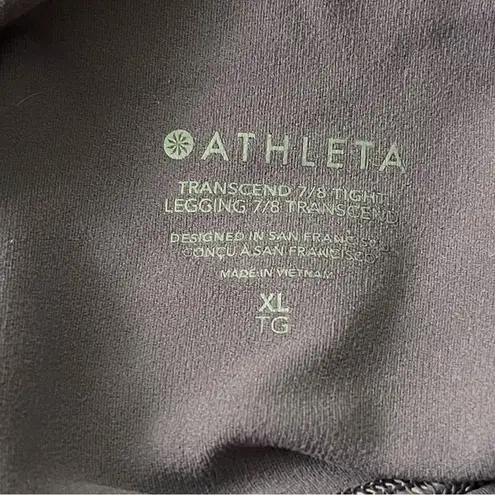 ATHLETA
TRANSCEND 7/8 TIGHT
LEGGING 7/8 TRANSCEND
DESIGNED IN SAN FRANCISCO
CONÇU À SAN FRANCISCO
MADE IN VIETNAM
XL
TG